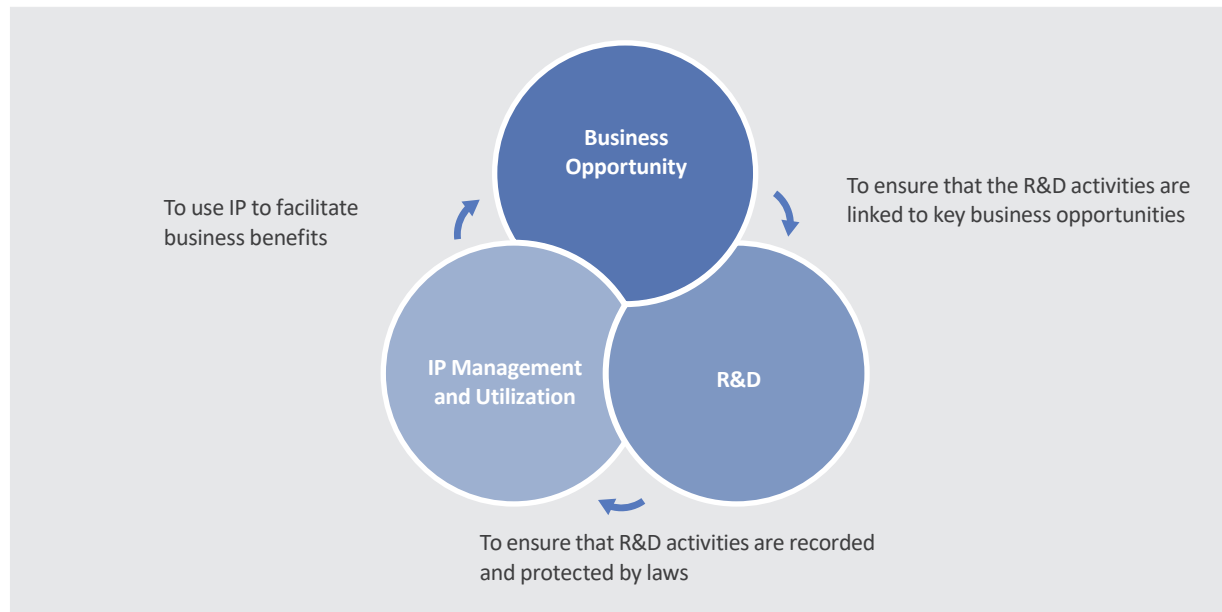 Business
Opportunity
To use IP to facilitate
business benefits
To ensure that the R&D activities are
linked to key business opportunities
IP Management
and Utilization
R&D
To ensure that R&D activities are recorded
and protected by laws